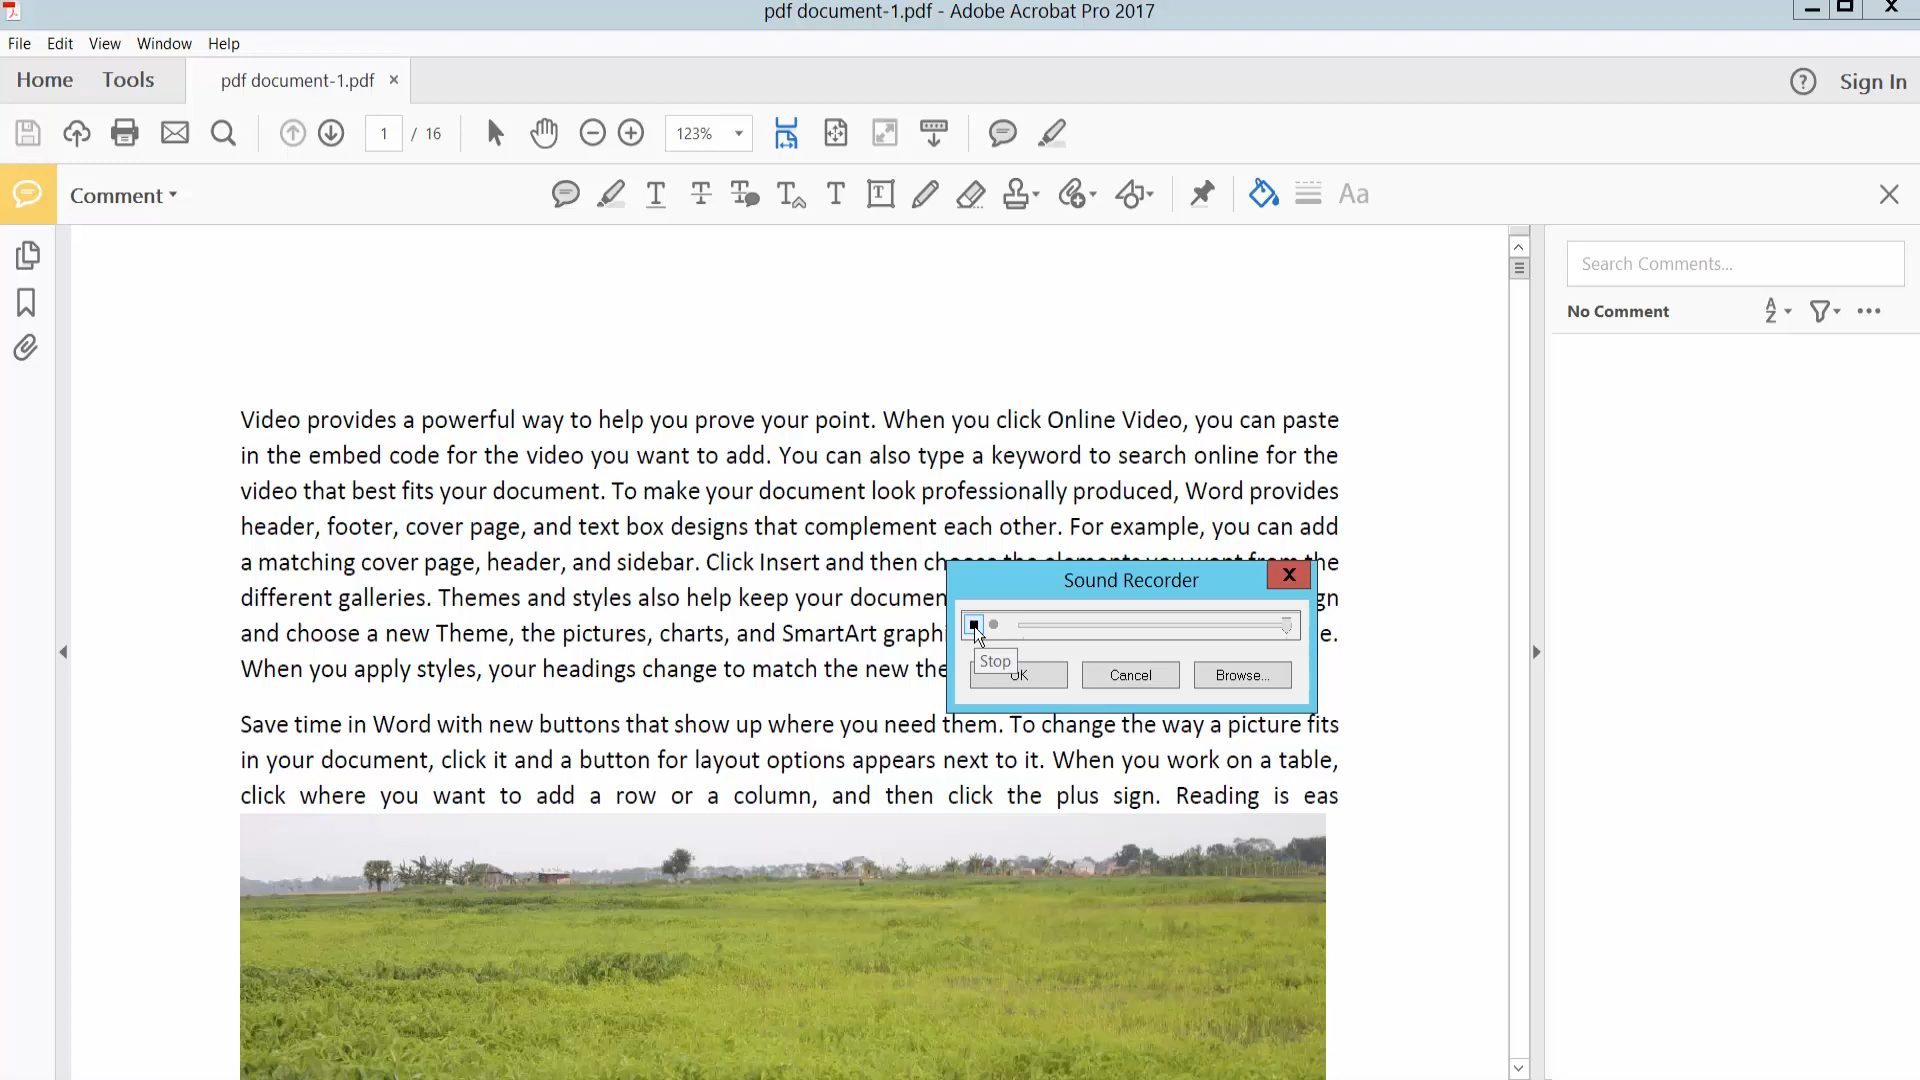 pdf document-1.pdf - Adobe Acrobat Pro 2017
File Edit View Window Help
Home Tools pdf document-1.pdf × ? Sign In
1 / 16 123%
Comment Aa
Search Comments...
No Comment
Video provides a powerful way to help you prove your point. When you click Online Video, you can paste
in the embed code for the video you want to add. You can also type a keyword to search online for the
video that best fits your document. To make your document look professionally produced, Word provides
header, footer, cover page, and text box designs that complement each other. For example, you can add
a matching cover page, header, and sidebar. Click Insert and then choose the elements you want from the
different galleries. Themes and styles also help keep your documen gn
and choose a new Theme, the pictures, charts, and SmartArt graphi e.
When you apply styles, your headings change to match the new the
Sound Recorder
Stop
OK Cancel Browse...
Save time in Word with new buttons that show up where you need them. To change the way a picture fits
in your document, click it and a button for layout options appears next to it. When you work on a table,
click where you want to add a row or a column, and then click the plus sign. Reading is eas